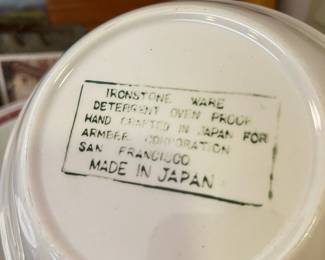 IRONSTONE WARE
DETERGENT OVEN PROOF
HAND CRAFTED IN JAPAN FOR
ARMBEE CORPORATION
SAN FRANCISCO
MADE IN JAPAN